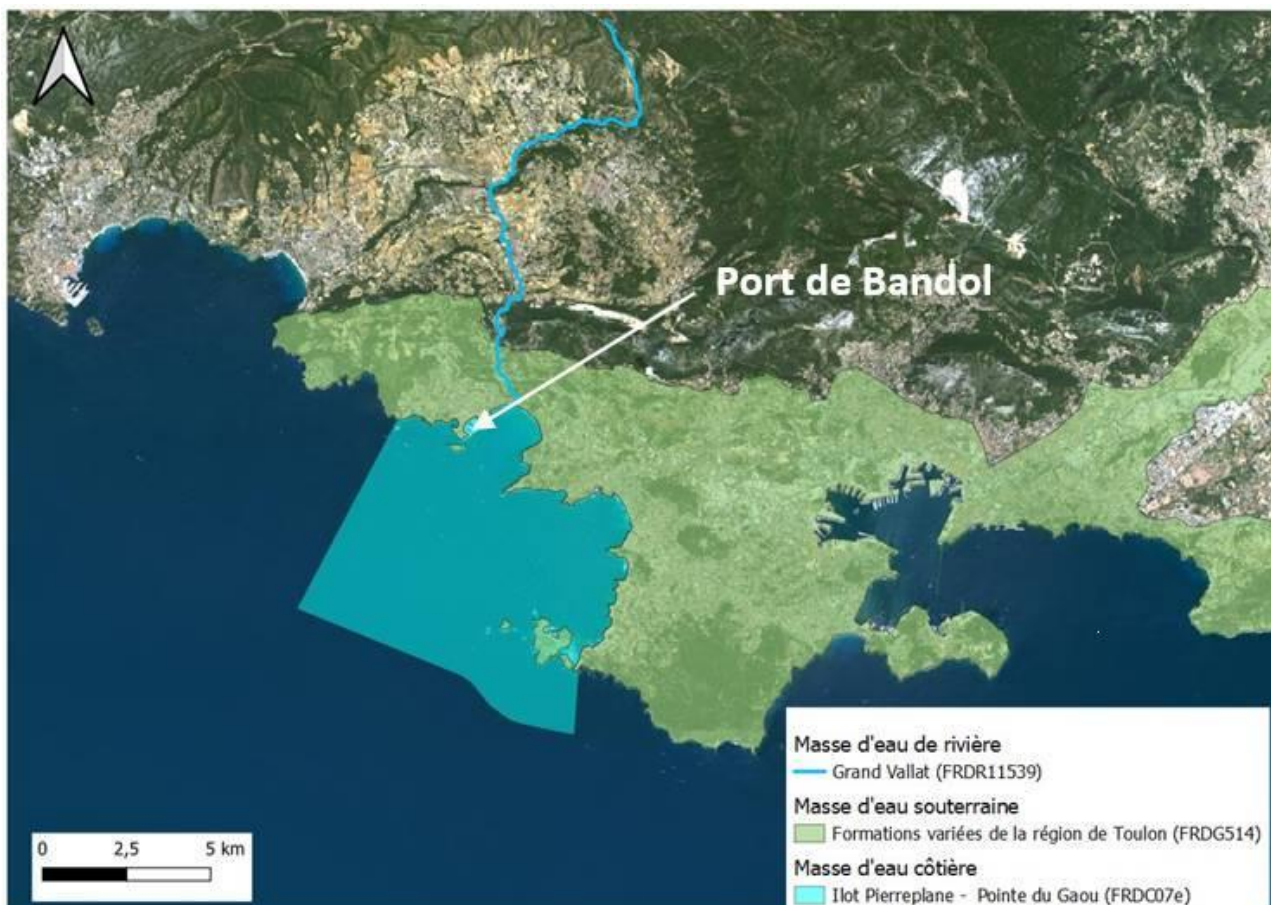 Port de Bandol
Masse d'eau de rivière
Grand Vallat (FRDR11539)
Masse d'eau souterraine
Formations variées de la région de Toulon (FRDG514)
Masse d'eau côtière
Ilot Pierreplane - Pointe du Gaou (FRDC07e)
0 2,5 5 km